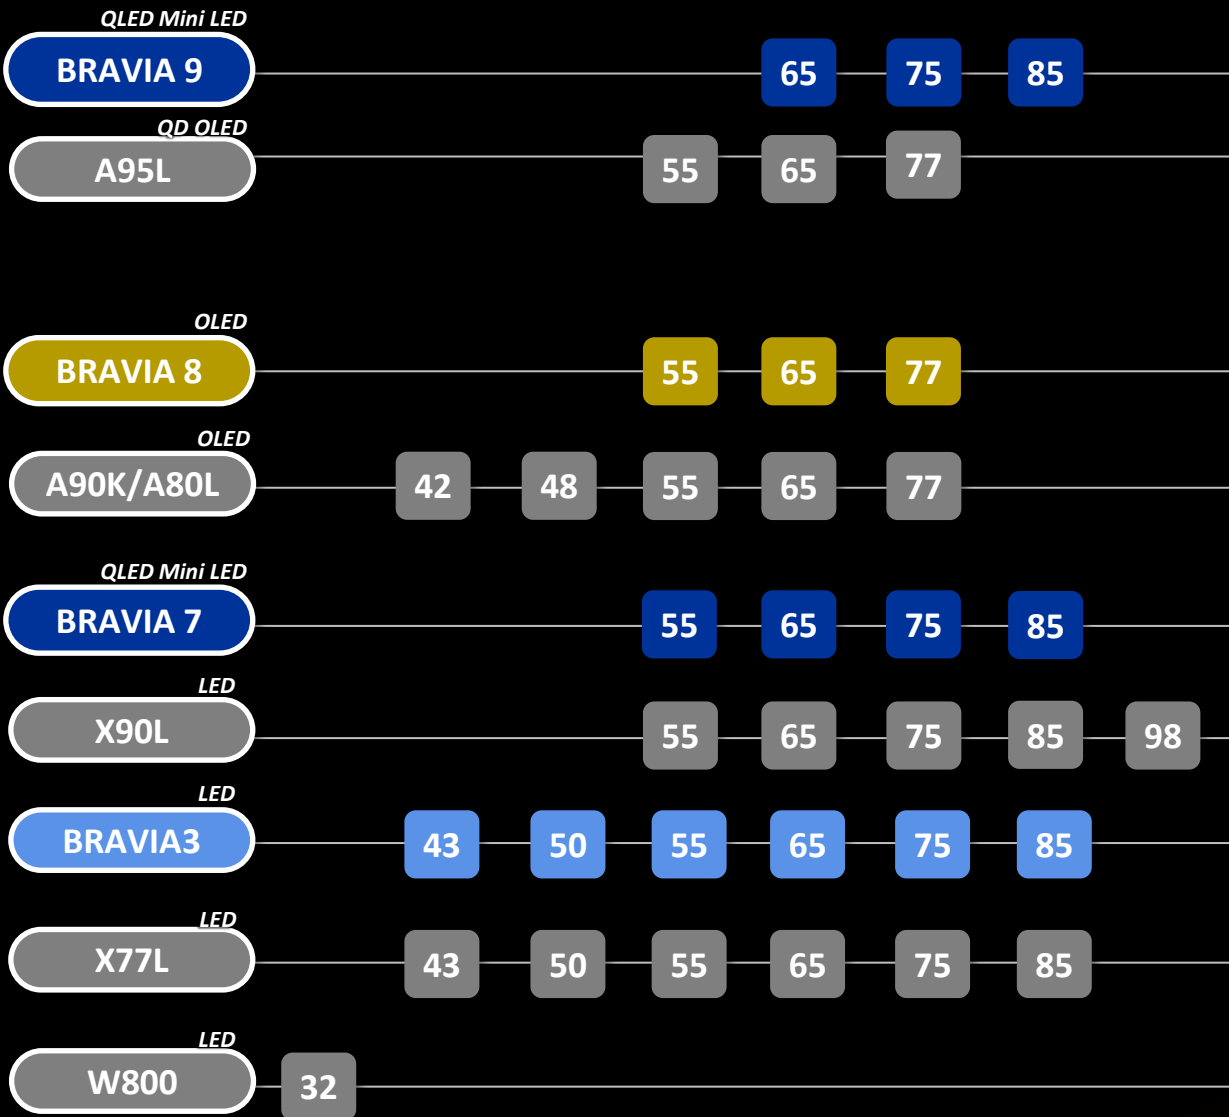 QLED Mini LED
BRAVIA 9 65 75 85
QD OLED
A95L 55 65 77
OLED
BRAVIA 8 55 65 77
OLED
A90K/A80L 42 48 55 65 77
QLED Mini LED
BRAVIA 7 55 65 75 85
LED
X90L 55 65 75 85 98
LED
BRAVIA3 43 50 55 65 75 85
LED
X77L 43 50 55 65 75 85
LED
W800 32